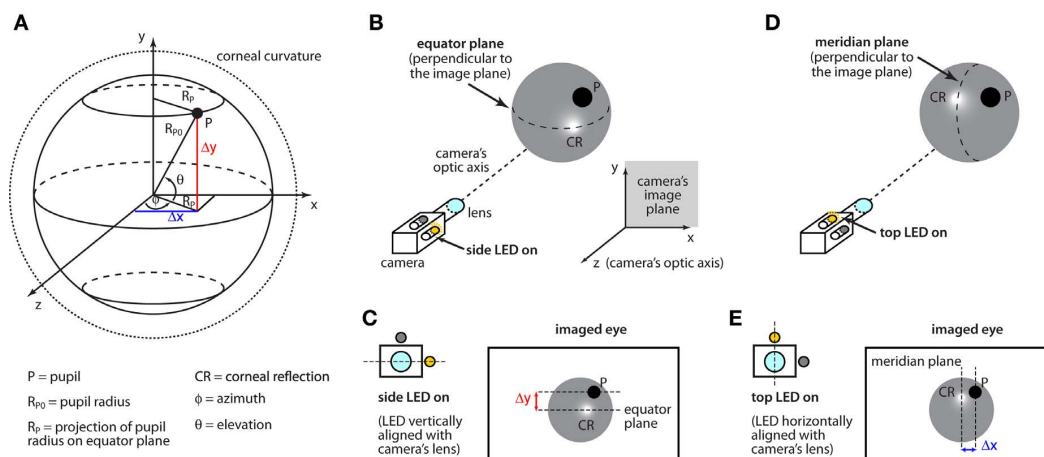 A
y
corneal curvature
R_P
P
R_P0
Δy
θ
x
ϕ
R_P
Δx
z
P = pupil
R_P0 = pupil radius
R_P = projection of pupil
radius on equator plane
CR = corneal reflection
ϕ = azimuth
θ = elevation
B
equator plane
(perpendicular to
the image plane)
P
CR
camera's
optic axis
lens
camera
side LED on
y
camera's
image
plane
x
z (camera's optic axis)
D
meridian plane
(perpendicular to
the image plane)
CR
P
top LED on
C
side LED on
(LED vertically
aligned with
camera's lens)
imaged eye
P
Δy
CR
equator
plane
E
top LED on
(LED horizontally
aligned with
camera's lens)
imaged eye
meridian plane
P
CR
Δx